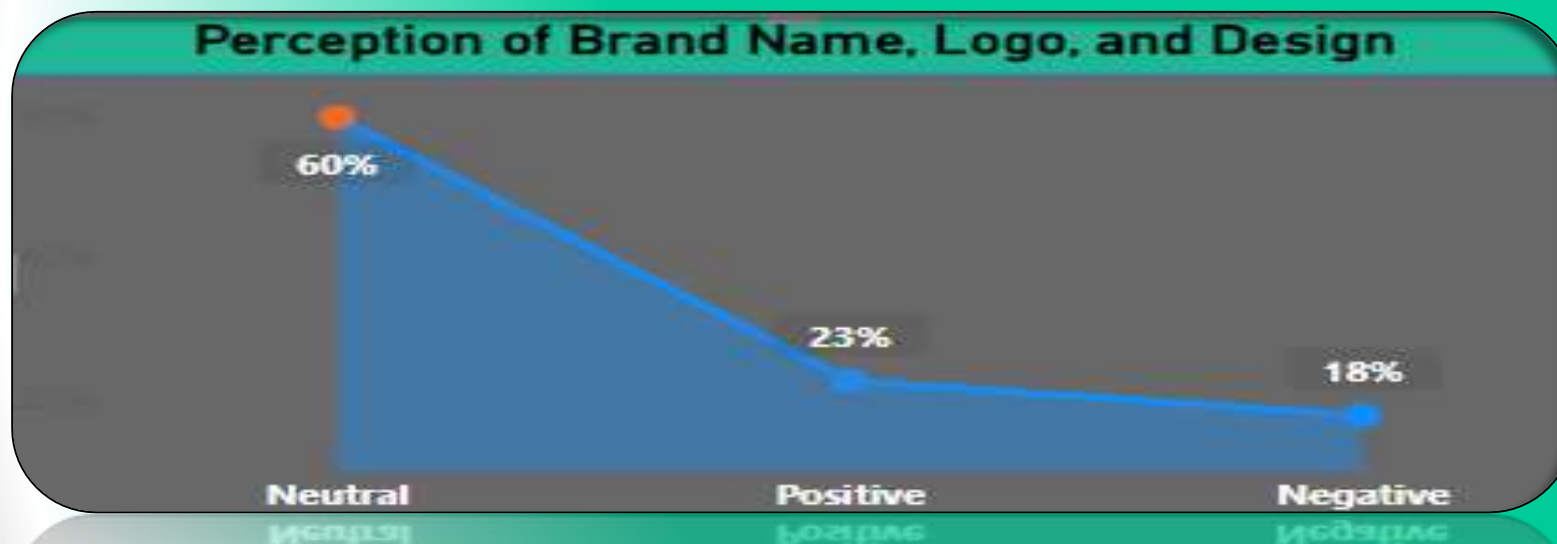 Perception of Brand Name, Logo, and Design
60%
23%
18%
Neutral Positive Negative